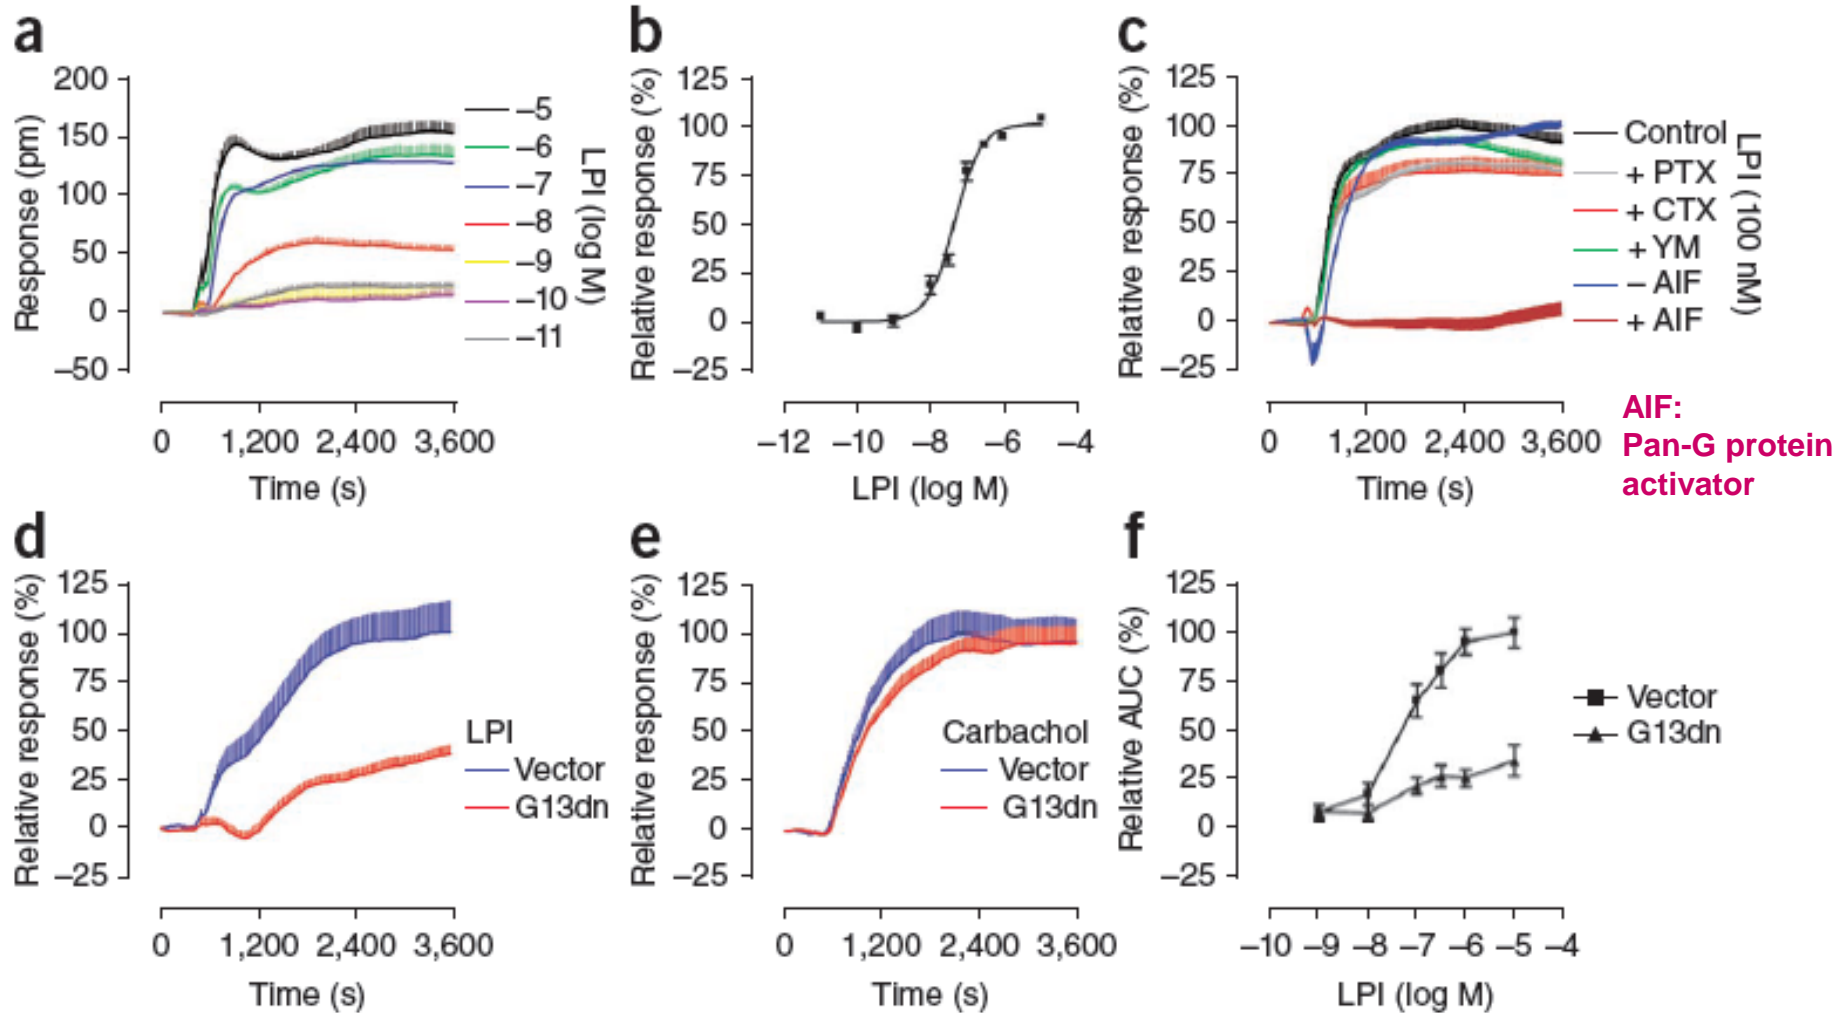 a
200
150
100
50
0
–50
Response (pm)
0 1,200 2,400 3,600
Time (s)
–5
–6
–7
–8
–9
–10
–11
LPI (log M)
b
125
100
75
50
25
0
–25
Relative response (%)
–12 –10 –8 –6 –4
LPI (log M)
c
125
100
75
50
25
0
–25
Relative response (%)
0 1,200 2,400 3,600
Time (s)
Control
+ PTX
+ CTX
+ YM
– AIF
+ AIF
LPI (100 nM)
AIF:
Pan-G protein
activator
d
125
100
75
50
25
0
–25
Relative response (%)
0 1,200 2,400 3,600
Time (s)
LPI
Vector
G13dn
e
125
100
75
50
25
0
–25
Relative response (%)
0 1,200 2,400 3,600
Time (s)
Carbachol
Vector
G13dn
f
125
100
75
50
25
0
–25
Relative AUC (%)
–10 –9 –8 –7 –6 –5 –4
LPI (log M)
Vector
G13dn